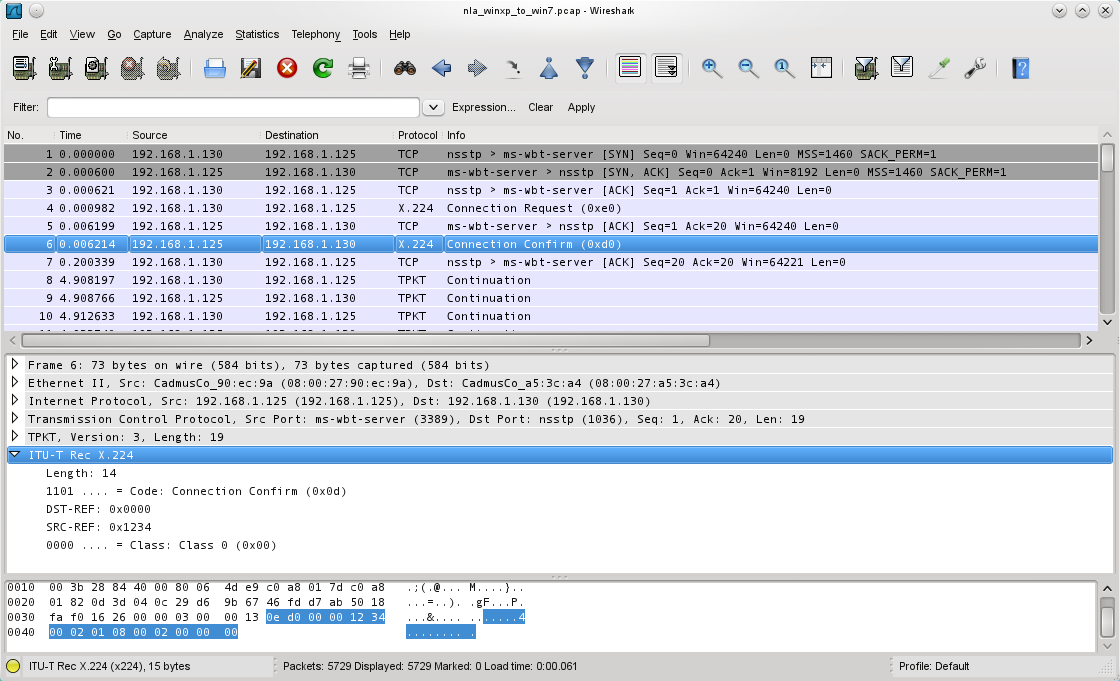 nla_winxp_to_win7.pcap - Wireshark
File Edit View Go Capture Analyze Statistics Telephony Tools Help
Filter: Expression... Clear Apply
No. Time Source Destination Protocol Info
1 0.000000 192.168.1.130 192.168.1.125 TCP nsstp > ms-wbt-server [SYN] Seq=0 Win=64240 Len=0 MSS=1460 SACK_PERM=1
2 0.000600 192.168.1.125 192.168.1.130 TCP ms-wbt-server > nsstp [SYN, ACK] Seq=0 Ack=1 Win=8192 Len=0 MSS=1460 SACK_PERM=1
3 0.000621 192.168.1.130 192.168.1.125 TCP nsstp > ms-wbt-server [ACK] Seq=1 Ack=1 Win=64240 Len=0
4 0.000982 192.168.1.130 192.168.1.125 X.224 Connection Request (0xe0)
5 0.006199 192.168.1.125 192.168.1.130 TCP ms-wbt-server > nsstp [ACK] Seq=1 Ack=20 Win=64240 Len=0
6 0.006214 192.168.1.125 192.168.1.130 X.224 Connection Confirm (0xd0)
7 0.200339 192.168.1.130 192.168.1.125 TCP nsstp > ms-wbt-server [ACK] Seq=20 Ack=20 Win=64221 Len=0
8 4.908197 192.168.1.130 192.168.1.125 TPKT Continuation
9 4.908766 192.168.1.125 192.168.1.130 TPKT Continuation
10 4.912633 192.168.1.130 192.168.1.125 TPKT Continuation
Frame 6: 73 bytes on wire (584 bits), 73 bytes captured (584 bits)
Ethernet II, Src: CadmusCo_90:ec:9a (08:00:27:90:ec:9a), Dst: CadmusCo_a5:3c:a4 (08:00:27:a5:3c:a4)
Internet Protocol, Src: 192.168.1.125 (192.168.1.125), Dst: 192.168.1.130 (192.168.1.130)
Transmission Control Protocol, Src Port: ms-wbt-server (3389), Dst Port: nsstp (1036), Seq: 1, Ack: 20, Len: 19
TPKT, Version: 3, Length: 19
ITU-T Rec X.224
Length: 14
1101 .... = Code: Connection Confirm (0x0d)
DST-REF: 0x0000
SRC-REF: 0x1234
0000 .... = Class: Class 0 (0x00)
0010 00 3b 28 84 40 00 80 06 4d e9 c0 a8 01 7d c0 a8 .;(.@... M....}..
0020 01 82 0d 3d 04 0c 29 d6 9b 67 46 fd d7 ab 50 18 ...=..). .gF...P.
0030 fa f0 16 26 00 00 03 00 00 13 0e d0 00 00 12 34 ...&.... .......4
0040 00 02 01 08 00 02 00 00 00 ........ .
ITU-T Rec X.224 (x224), 15 bytes Packets: 5729 Displayed: 5729 Marked: 0 Load time: 0:00.061 Profile: Default